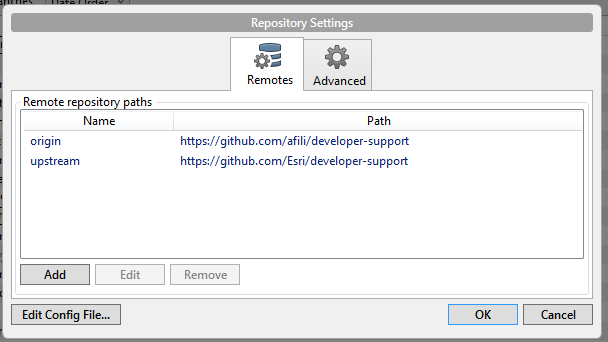 Date Order
Repository Settings
Remotes
Advanced
Remote repository paths
Name Path
origin https://github.com/afili/developer-support
upstream https://github.com/Esri/developer-support
Add Edit Remove
Edit Config File... OK Cancel